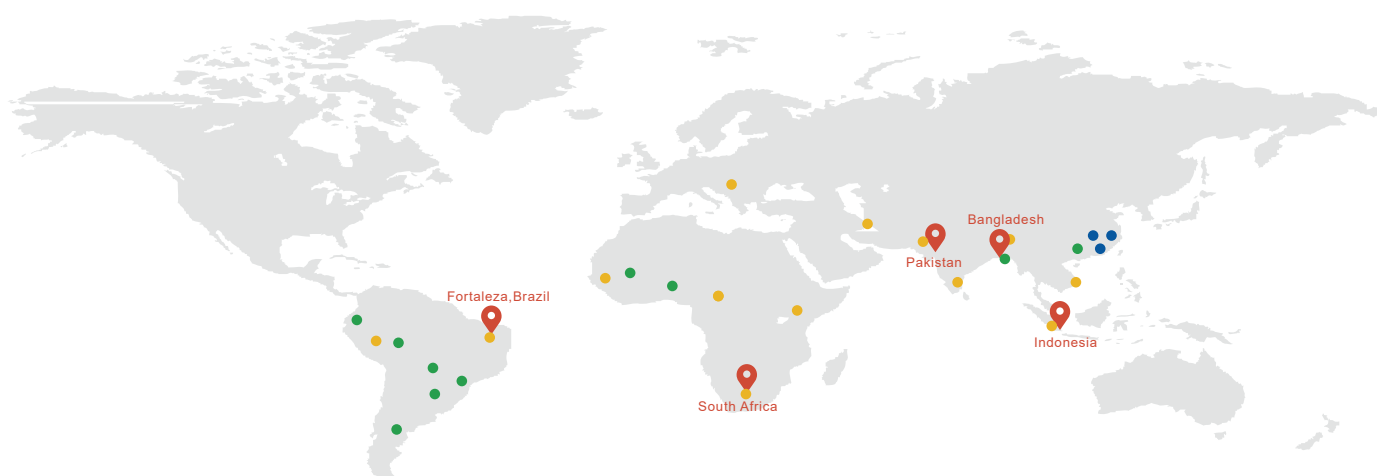 Bangladesh
Pakistan
Fortaleza,Brazil
Indonesia
South Africa